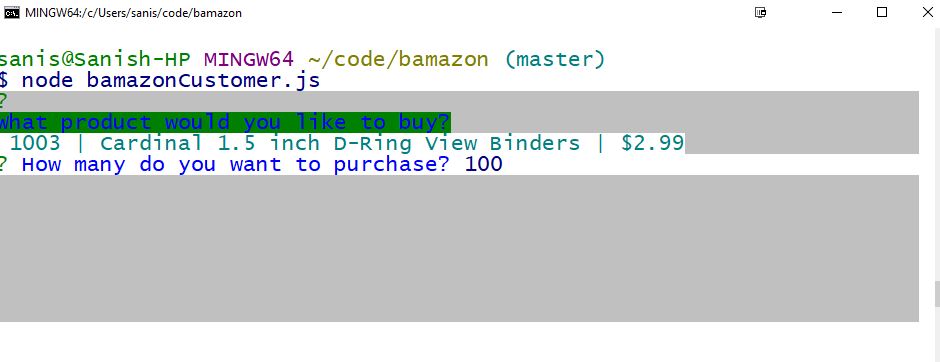 MINGW64:/c/Users/sanis/code/bamazon
sanis@Sanish-HP MINGW64 ~/code/bamazon (master)
$ node bamazonCustomer.js
?
What product would you like to buy?
1003 | Cardinal 1.5 inch D-Ring View Binders | $2.99
? How many do you want to purchase? 100